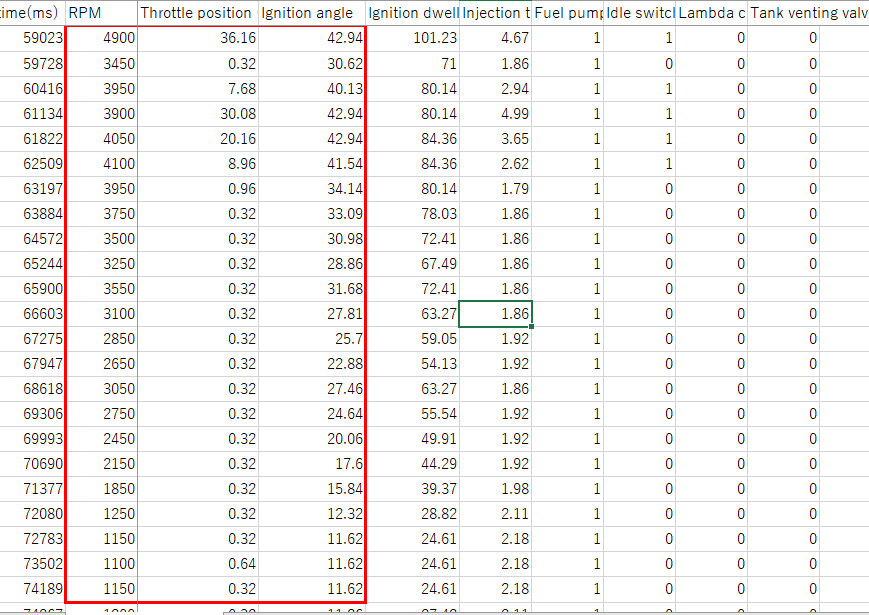 time(ms) RPM Throttle position Ignition angle Ignition dwell Injection t Fuel pump Idle switch Lambda c Tank venting valv
59023 4900 36.16 42.94 101.23 4.67 1 1 0 0
59728 3450 0.32 30.62 71 1.86 1 0 0 0
60416 3950 7.68 40.13 80.14 2.94 1 1 0 0
61134 3900 30.08 42.94 80.14 4.99 1 1 0 0
61822 4050 20.16 42.94 84.36 3.65 1 1 0 0
62509 4100 8.96 41.54 84.36 2.62 1 1 0 0
63197 3950 0.96 34.14 80.14 1.79 1 0 0 0
63884 3750 0.32 33.09 78.03 1.86 1 0 0 0
64572 3500 0.32 30.98 72.41 1.86 1 0 0 0
65244 3250 0.32 28.86 67.49 1.86 1 0 0 0
65900 3550 0.32 31.68 72.41 1.86 1 0 0 0
66603 3100 0.32 27.81 63.27 1.86 1 0 0 0
67275 2850 0.32 25.7 59.05 1.92 1 0 0 0
67947 2650 0.32 22.88 54.13 1.92 1 0 0 0
68618 3050 0.32 27.46 63.27 1.86 1 0 0 0
69306 2750 0.32 24.64 55.54 1.92 1 0 0 0
69993 2450 0.32 20.06 49.91 1.92 1 0 0 0
70690 2150 0.32 17.6 44.29 1.92 1 0 0 0
71377 1850 0.32 15.84 39.37 1.98 1 0 0 0
72080 1250 0.32 12.32 28.82 2.11 1 0 0 0
72783 1150 0.32 11.62 24.61 2.18 1 0 0 0
73502 1100 0.64 11.62 24.61 2.18 1 0 0 0
74189 1150 0.32 11.62 24.61 2.18 1 0 0 0